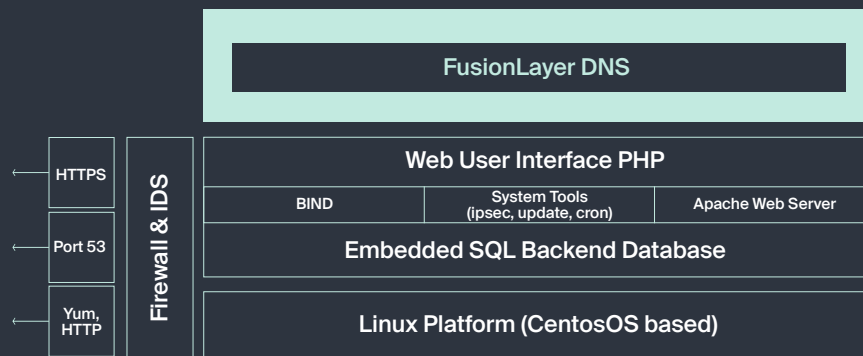 FusionLayer DNS
HTTPS
Port 53
Yum,
HTTP
Firewall & IDS
Web User Interface PHP
BIND
System Tools
(ipsec, update, cron)
Apache Web Server
Embedded SQL Backend Database
Linux Platform (CentosOS based)